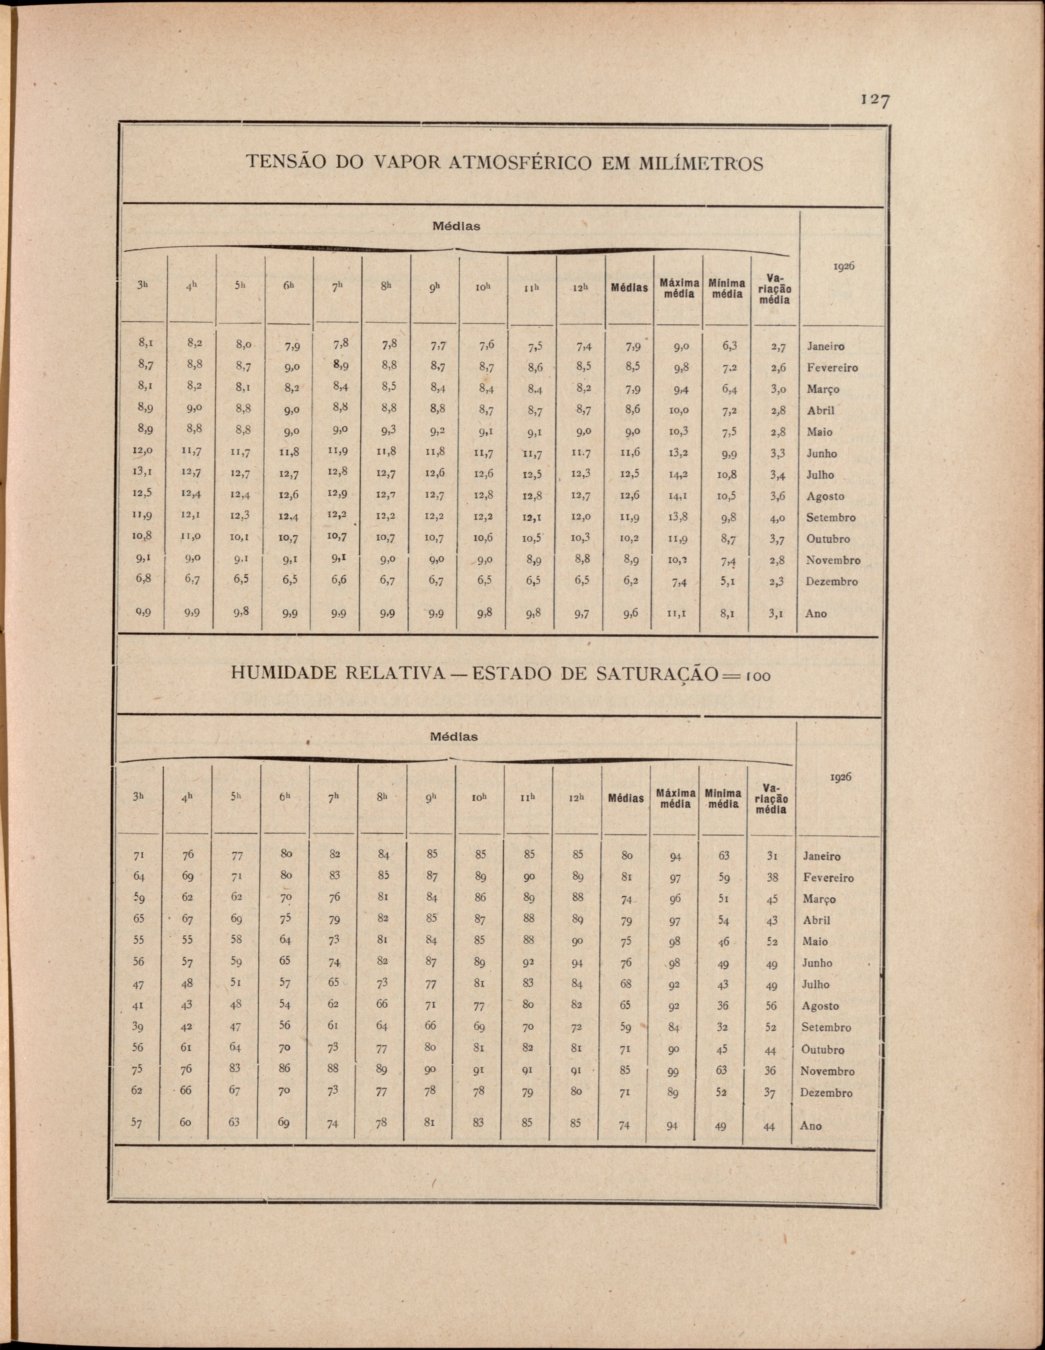 127
TENSÃO DO VAPOR ATMOSFÉRICO EM MILÍMETROS
Médias
3h 4h 5h 6h 7h 8h 9h 10h 11h 12h Médias Máxima média Mínima média Variação média 1926
8,1 8,2 8,0 7,9 7,8 7,8 7,7 7,6 7,5 7,4 7,9 9,0 6,3 2,7 Janeiro
8,7 8,8 8,7 9,0 8,9 8,8 8,7 8,7 8,6 8,5 8,5 9,8 7,2 2,6 Fevereiro
8,1 8,2 8,1 8,2 8,4 8,5 8,4 8,4 8,4 8,2 7,9 9,4 6,4 3,0 Março
8,9 9,0 8,8 9,0 8,8 8,8 8,8 8,7 8,7 8,7 8,6 10,0 7,2 2,8 Abril
8,9 8,8 8,8 9,0 9,0 9,3 9,2 9,1 9,1 9,0 9,0 10,3 7,5 2,8 Maio
12,0 11,7 11,7 11,8 11,9 11,8 11,8 11,7 11,7 11,7 11,6 13,2 9,9 3,3 Junho
13,1 12,7 12,7 12,7 12,8 12,7 12,6 12,6 12,5 12,3 12,5 14,2 10,8 3,4 Julho
12,5 12,4 12,4 12,6 12,9 12,7 12,7 12,8 12,8 12,7 12,6 14,1 10,5 3,6 Agosto
11,9 12,1 12,3 12,4 12,2 12,2 12,2 12,2 12,1 12,0 11,9 13,8 9,8 4,0 Setembro
10,8 11,0 10,1 10,7 10,7 10,7 10,7 10,6 10,5 10,3 10,2 11,9 8,7 3,7 Outubro
9,1 9,0 9,1 9,1 9,1 9,0 9,0 9,0 8,9 8,8 8,9 10,2 7,4 2,8 Novembro
6,8 6,7 6,5 6,5 6,6 6,7 6,7 6,5 6,5 6,5 6,2 7,4 5,1 2,3 Dezembro
9,9 9,9 9,8 9,9 9,9 9,9 9,9 9,8 9,8 9,7 9,6 11,1 8,1 3,1 Ano
HUMIDADE RELATIVA — ESTADO DE SATURAÇÃO = 100
Médias
3h 4h 5h 6h 7h 8h 9h 10h 11h 12h Médias Máxima média Mínima média Variação média 1926
71 76 77 80 82 84 85 85 85 85 80 94 63 31 Janeiro
64 69 71 80 83 85 87 89 90 89 81 97 59 38 Fevereiro
59 62 62 70 76 81 84 86 89 88 74 96 51 45 Março
65 67 69 75 79 82 85 87 88 89 79 97 54 43 Abril
55 55 58 64 73 81 84 85 88 90 75 98 46 52 Maio
56 57 59 65 74 82 87 89 92 94 76 98 49 49 Junho
47 48 51 57 65 73 77 81 83 84 68 92 43 49 Julho
41 43 48 54 62 66 71 77 80 82 65 92 36 56 Agosto
39 42 47 56 61 64 66 69 70 72 59 84 32 52 Setembro
56 61 64 70 73 77 80 81 82 81 71 90 45 44 Outubro
75 76 83 86 88 89 90 91 91 91 85 99 63 36 Novembro
62 66 67 70 73 77 78 78 79 80 71 89 52 37 Dezembro
57 60 63 69 74 78 81 83 85 85 74 94 49 44 Ano